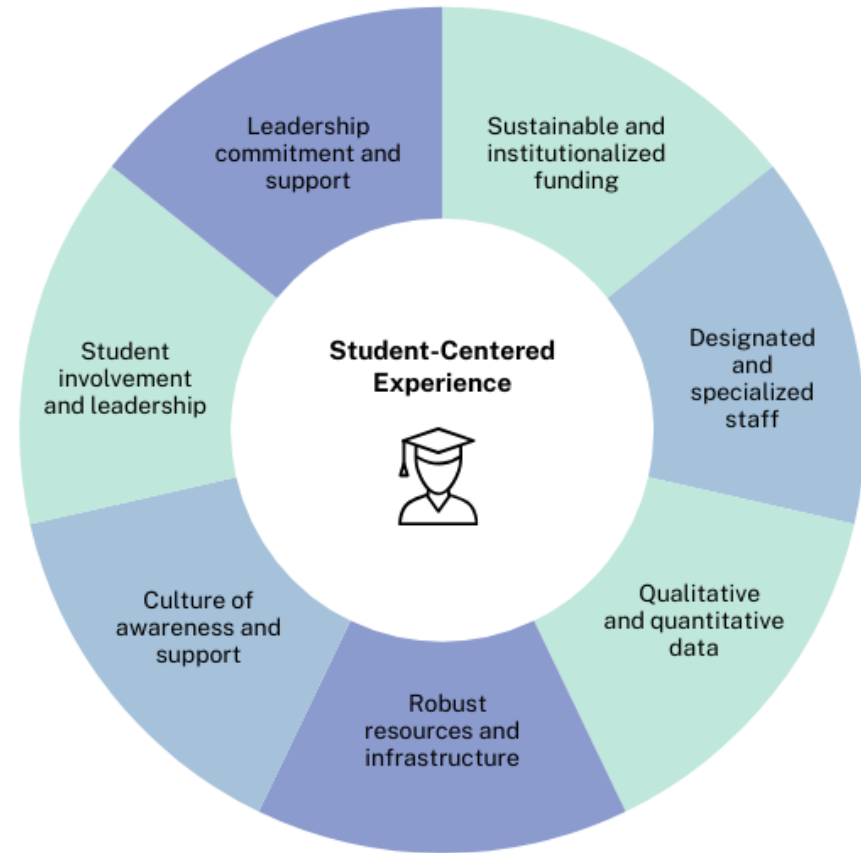 Leadership
commitment and
support
Sustainable and
institutionalized
funding
Designated
and
specialized
staff
Qualitative
and quantitative
data
Robust
resources and
infrastructure
Culture of
awareness and
support
Student
involvement
and leadership
Student-Centered
Experience